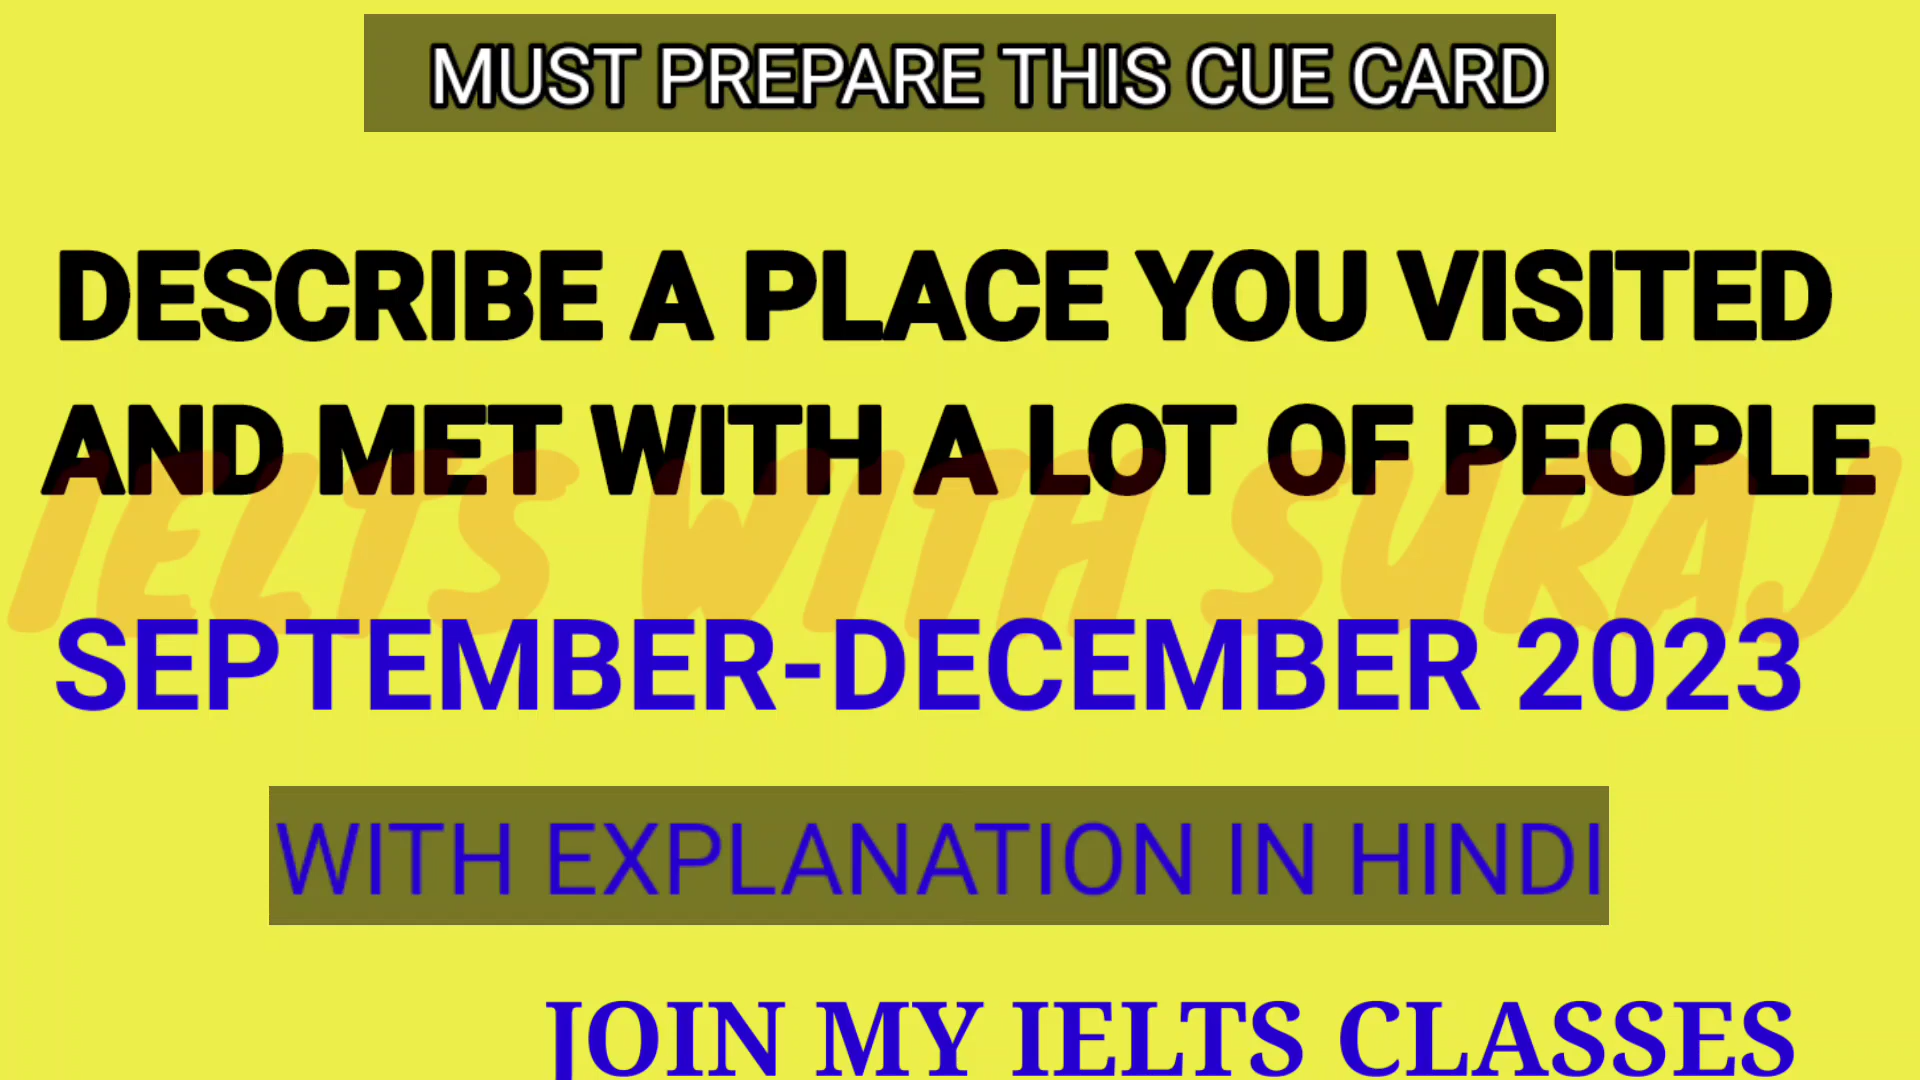 MUST PREPARE THIS CUE CARD
DESCRIBE A PLACE YOU VISITED
AND MET WITH A LOT OF PEOPLE
IELTS WITH SURAJ
SEPTEMBER-DECEMBER 2023
WITH EXPLANATION IN HINDI
JOIN MY IELTS CLASSES